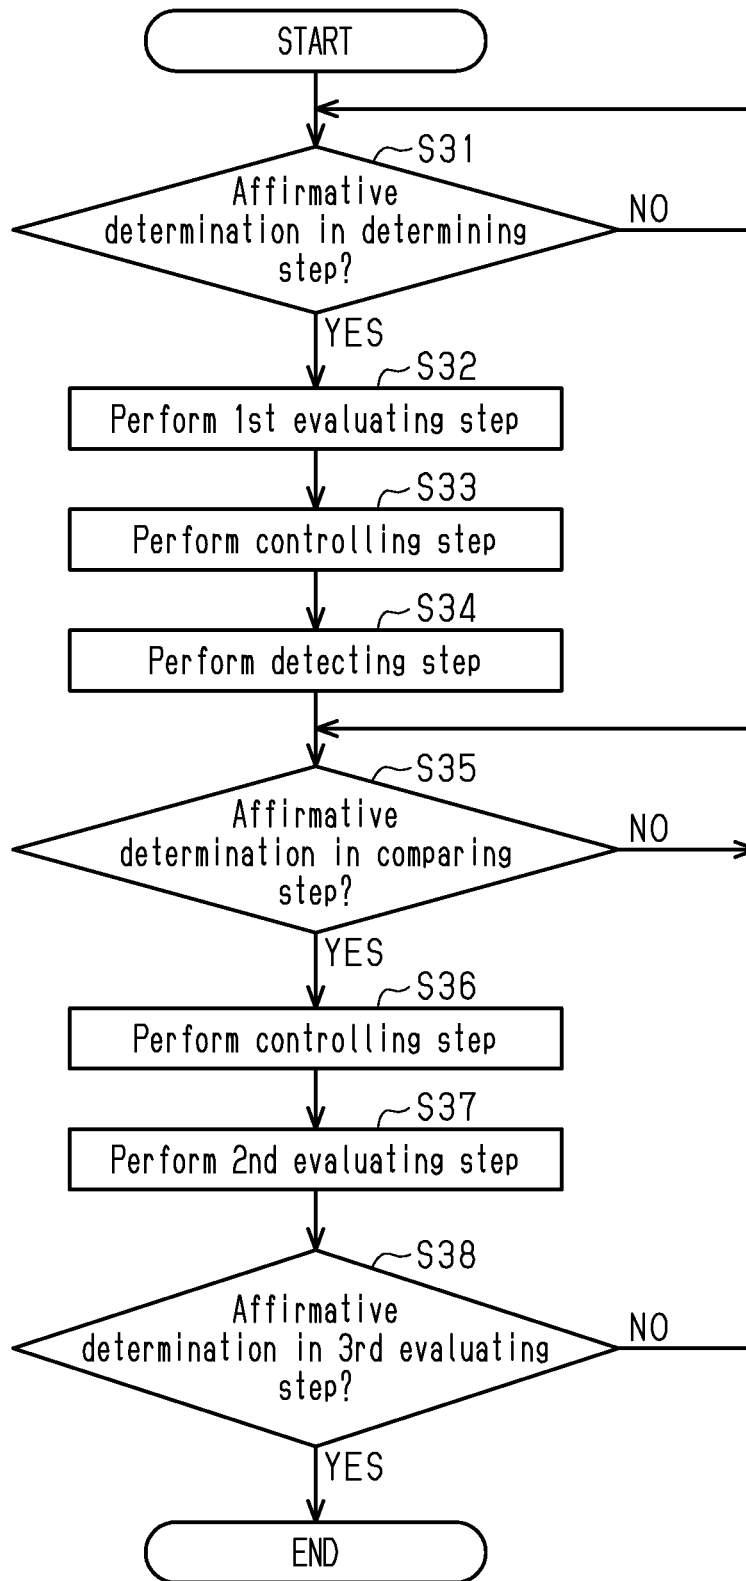 START
S31
Affirmative
determination in determining
step?
NO
YES
S32
Perform 1st evaluating step
S33
Perform controlling step
S34
Perform detecting step
S35
Affirmative
determination in comparing
step?
NO
YES
S36
Perform controlling step
S37
Perform 2nd evaluating step
S38
Affirmative
determination in 3rd evaluating
step?
NO
YES
END